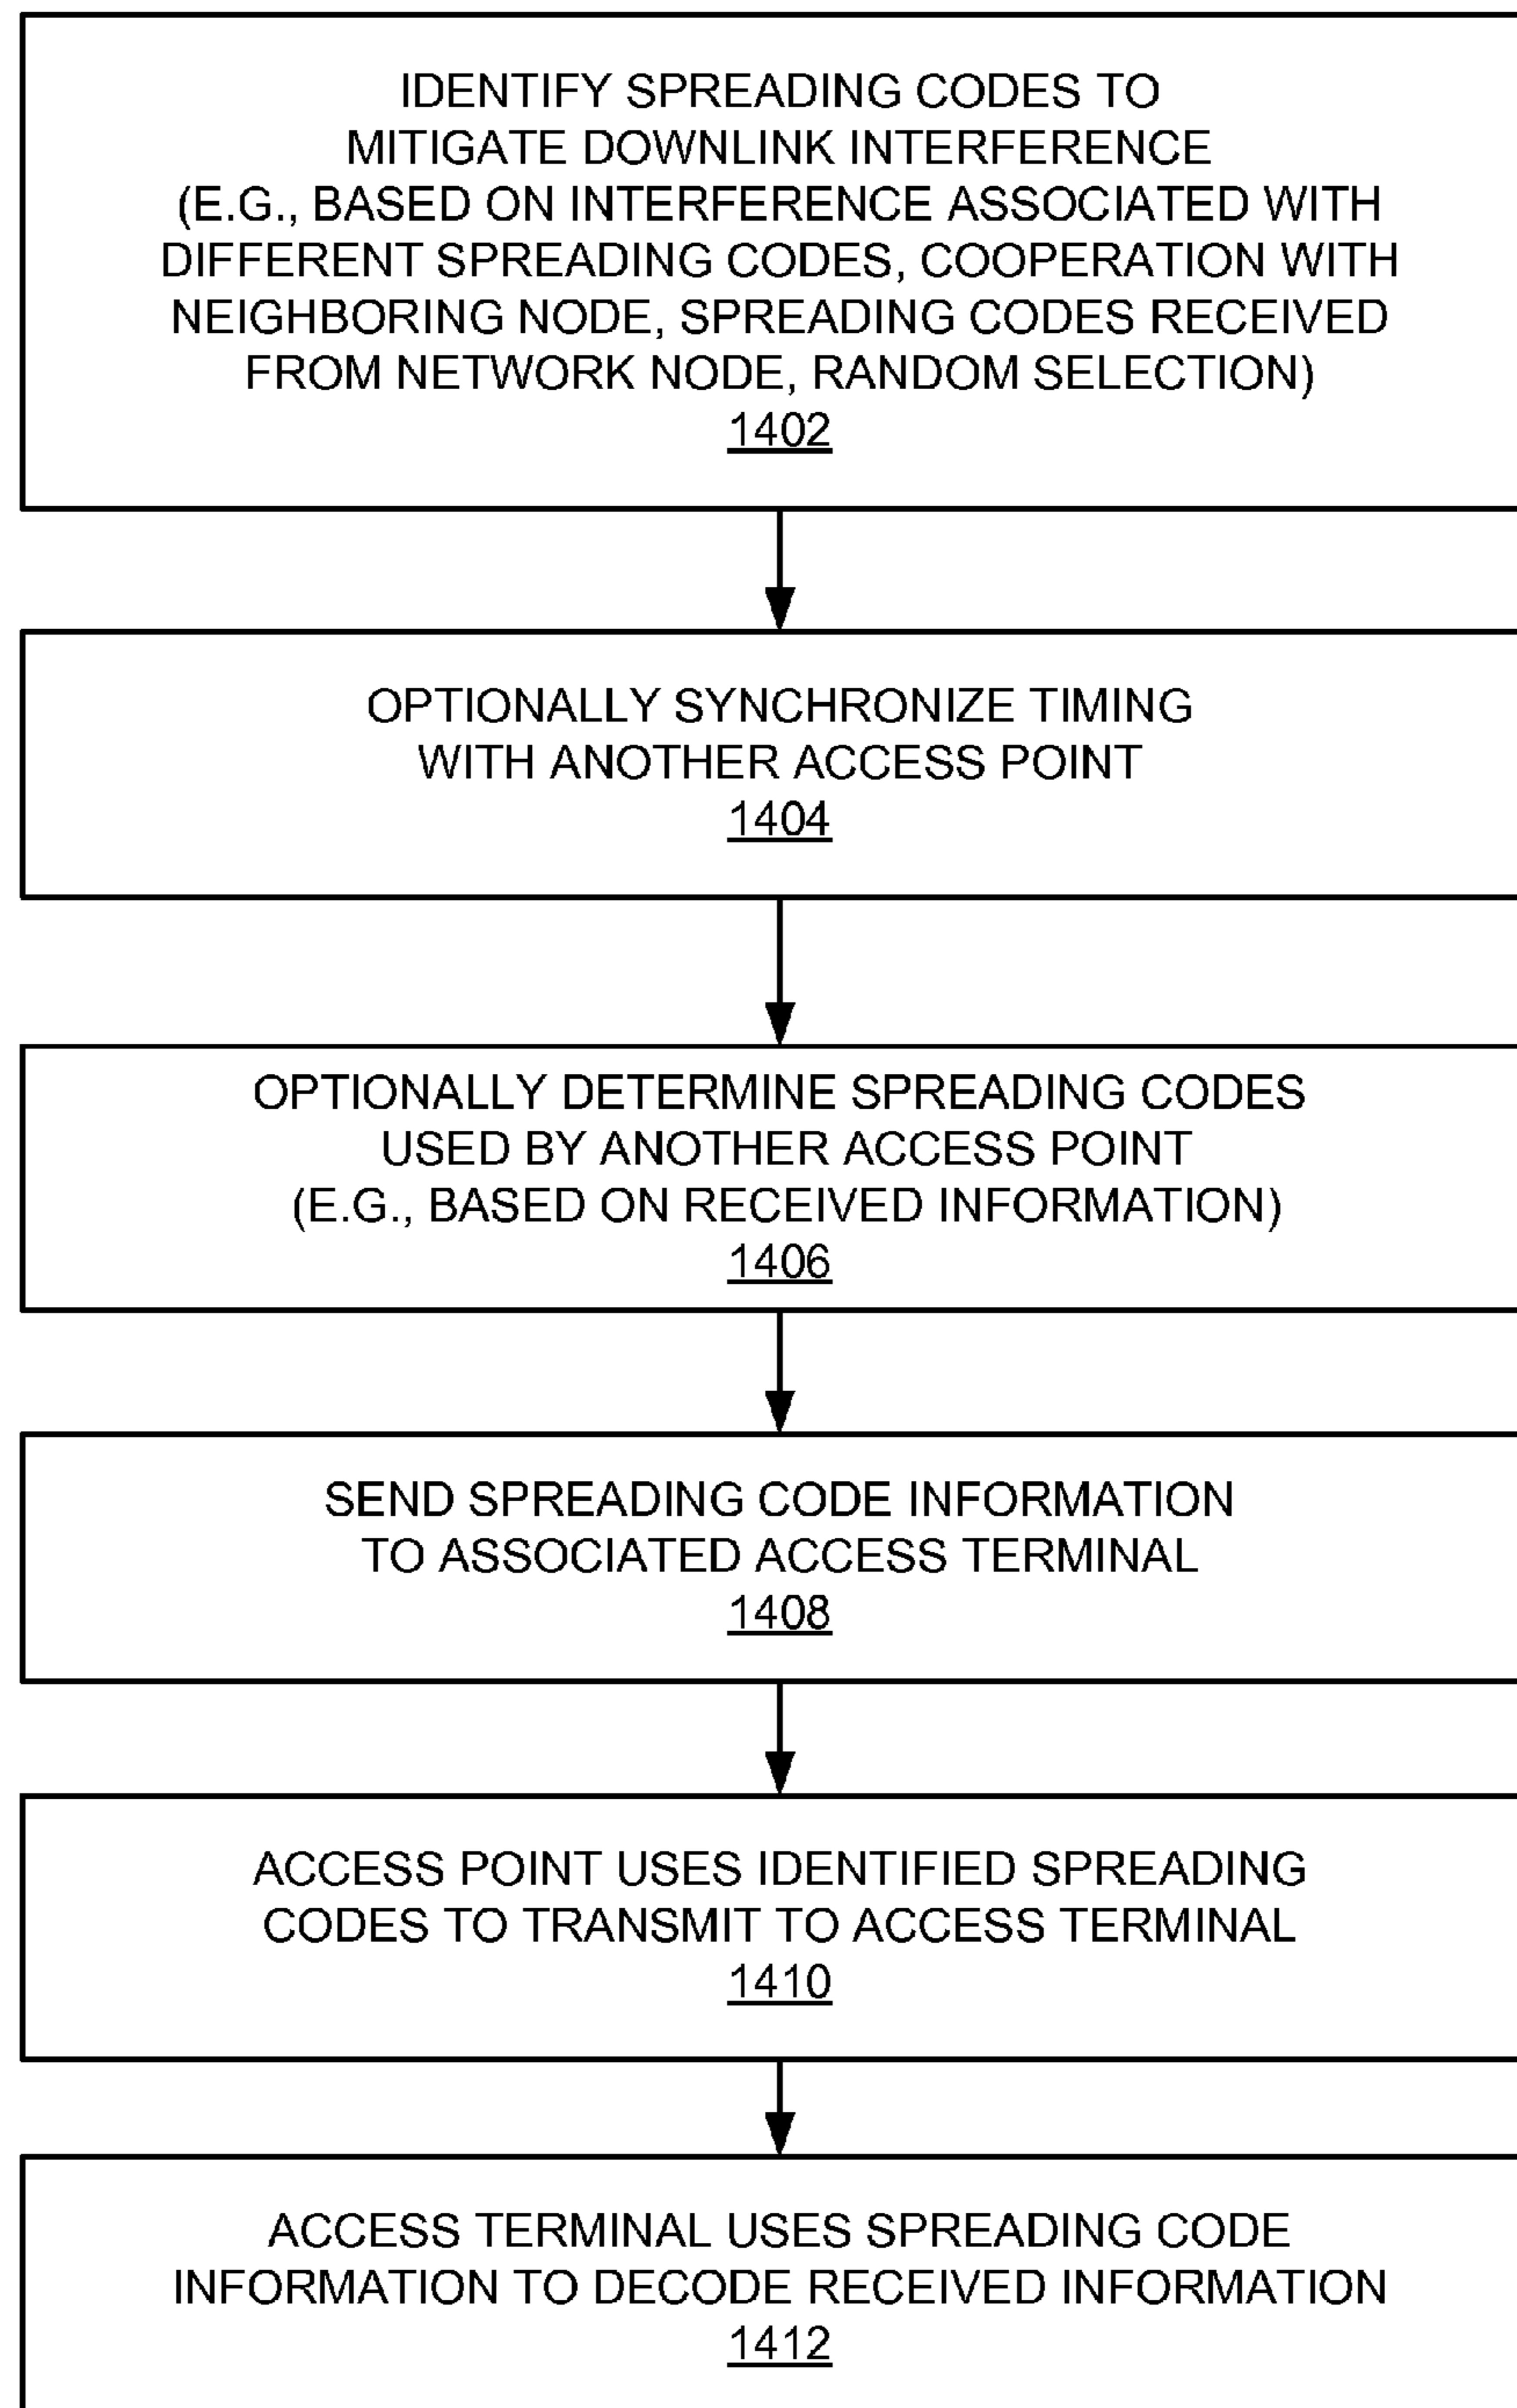 IDENTIFY SPREADING CODES TO
MITIGATE DOWNLINK INTERFERENCE
(E.G., BASED ON INTERFERENCE ASSOCIATED WITH
DIFFERENT SPREADING CODES, COOPERATION WITH
NEIGHBORING NODE, SPREADING CODES RECEIVED
FROM NETWORK NODE, RANDOM SELECTION)
1402
OPTIONALLY SYNCHRONIZE TIMING
WITH ANOTHER ACCESS POINT
1404
OPTIONALLY DETERMINE SPREADING CODES
USED BY ANOTHER ACCESS POINT
(E.G., BASED ON RECEIVED INFORMATION)
1406
SEND SPREADING CODE INFORMATION
TO ASSOCIATED ACCESS TERMINAL
1408
ACCESS POINT USES IDENTIFIED SPREADING
CODES TO TRANSMIT TO ACCESS TERMINAL
1410
ACCESS TERMINAL USES SPREADING CODE
INFORMATION TO DECODE RECEIVED INFORMATION
1412